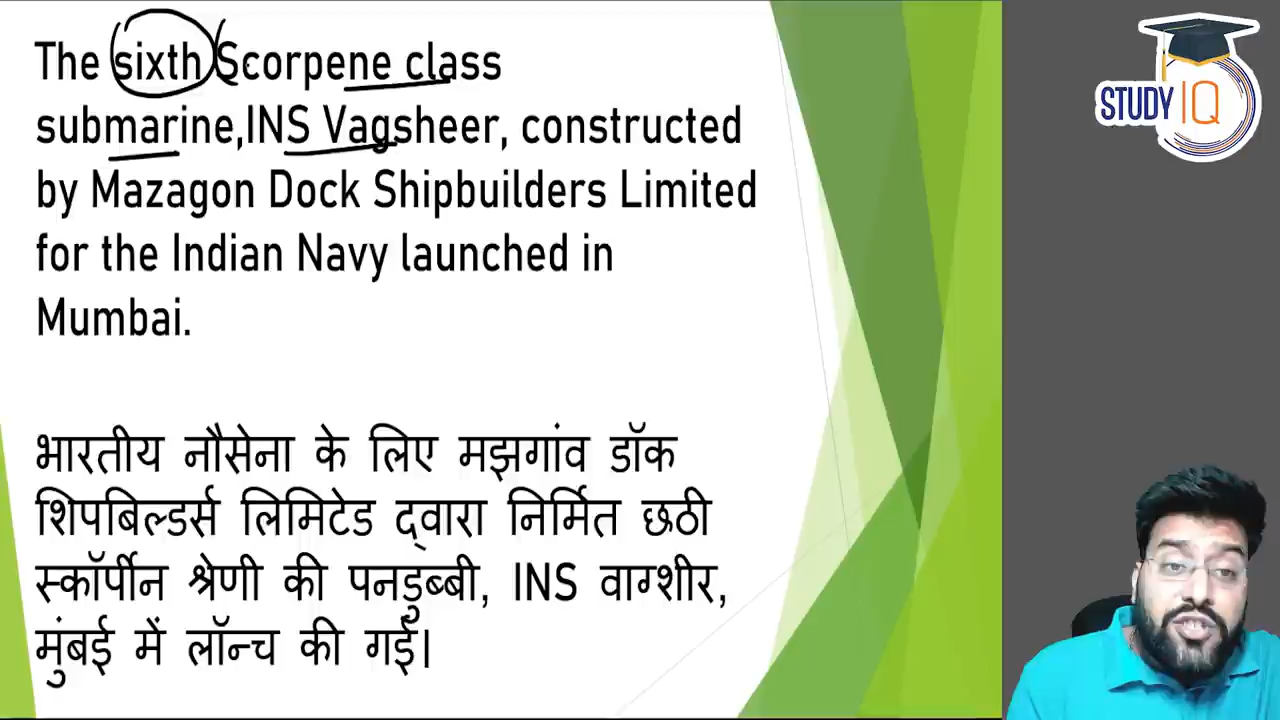 The sixth Scorpene class
submarine,INS Vagsheer, constructed
by Mazagon Dock Shipbuilders Limited
for the Indian Navy launched in
Mumbai.
भारतीय नौसेना के लिए मझगांव डॉक
शिपबिल्डर्स लिमिटेड द्वारा निर्मित छठी
स्कॉर्पीन श्रेणी की पनडुब्बी, INS वाग्शीर,
मुंबई में लॉन्च की गई।
STUDY IQ